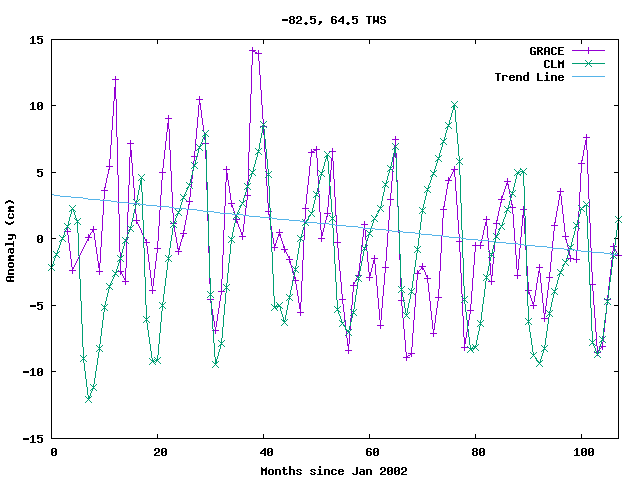 -82.5, 64.5 TWS
15
GRACE
CLM
Trend Line
10
5
0
-5
-10
-15
Anomaly (cm)
0 20 40 60 80 100
Months since Jan 2002